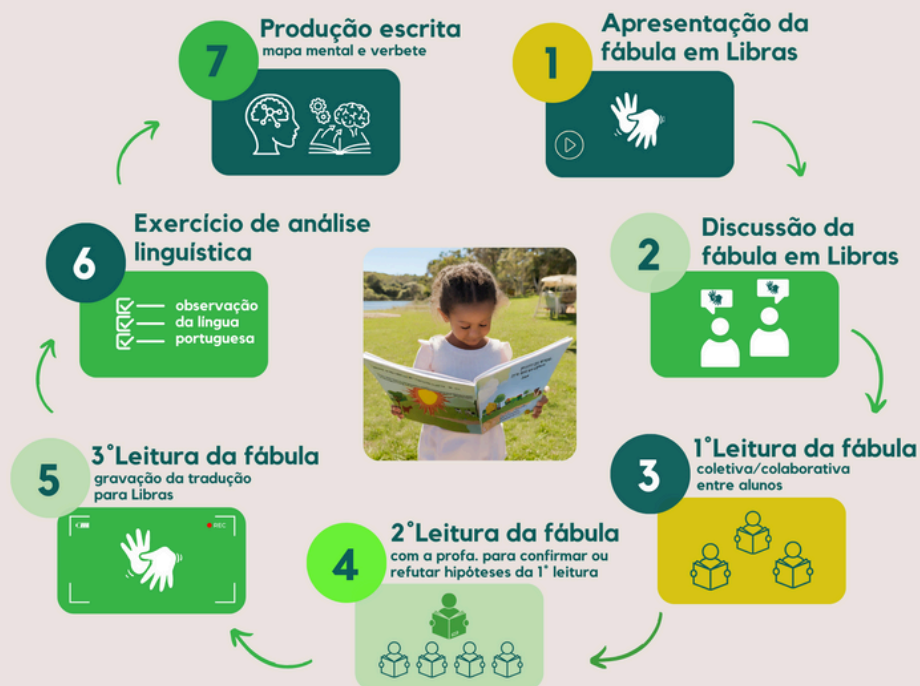 1
Apresentação da
fábula em Libras
2
Discussão da
fábula em Libras
3
1°Leitura da fábula
coletiva/colaborativa
entre alunos
4
2°Leitura da fábula
com a profa. para confirmar ou
refutar hipóteses da 1° leitura
5
3°Leitura da fábula
gravação da tradução
para Libras
REC
6
Exercício de análise
linguística
observação
da língua
portuguesa
7
Produção escrita
mapa mental e verbete